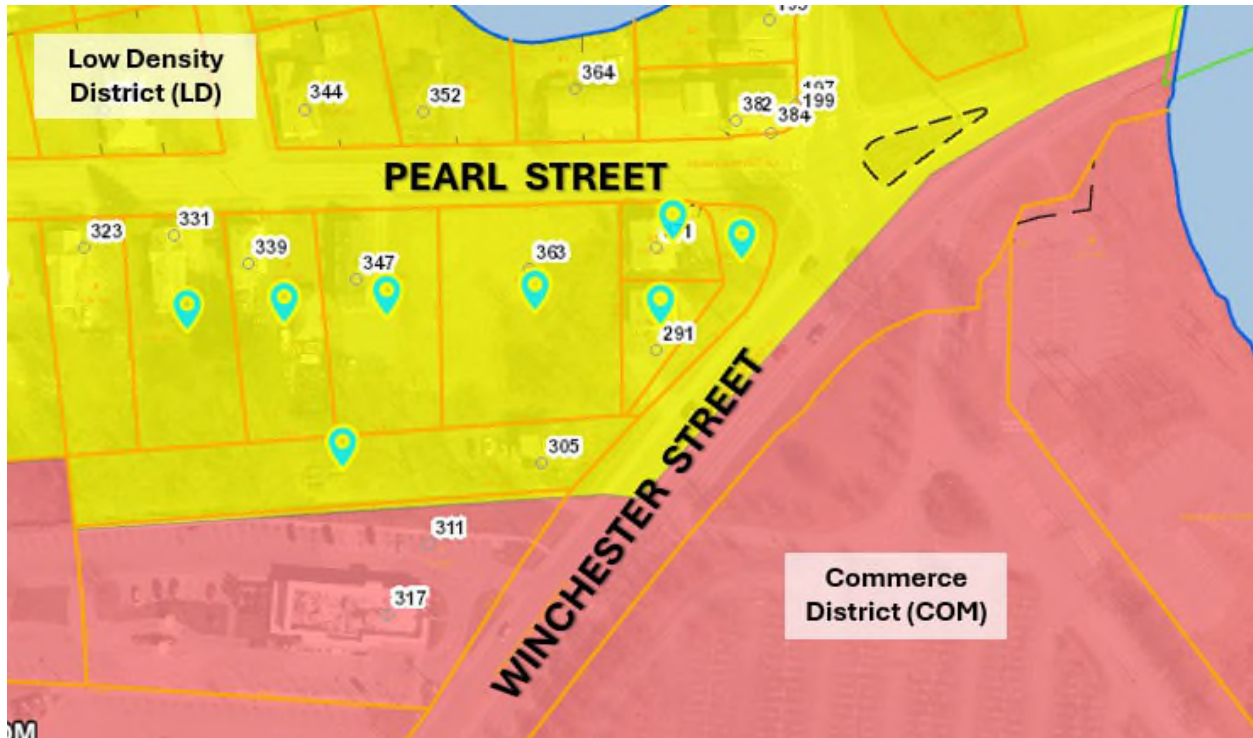 Low Density
District (LD)
344
352
364
382
384
199
PEARL STREET
323
331
339
347
363
291
305
311
317
WINCHESTER STREET
Commerce
District (COM)